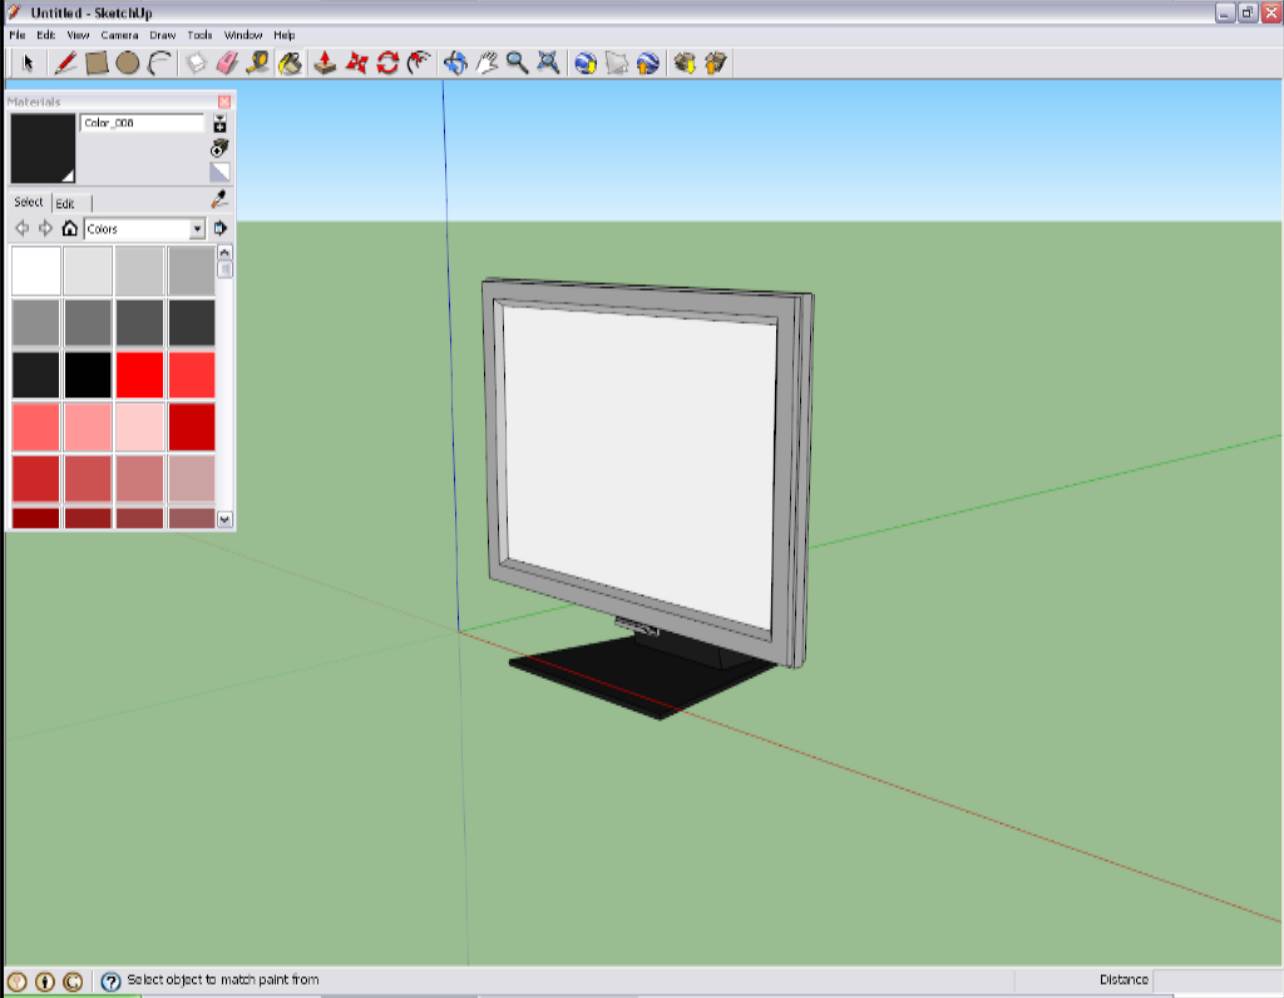 Untitled - SketchUp
File Edit View Camera Draw Tools Window Help
Materials
Color_008
Select Edit
Colors
Select object to match paint from
Distance